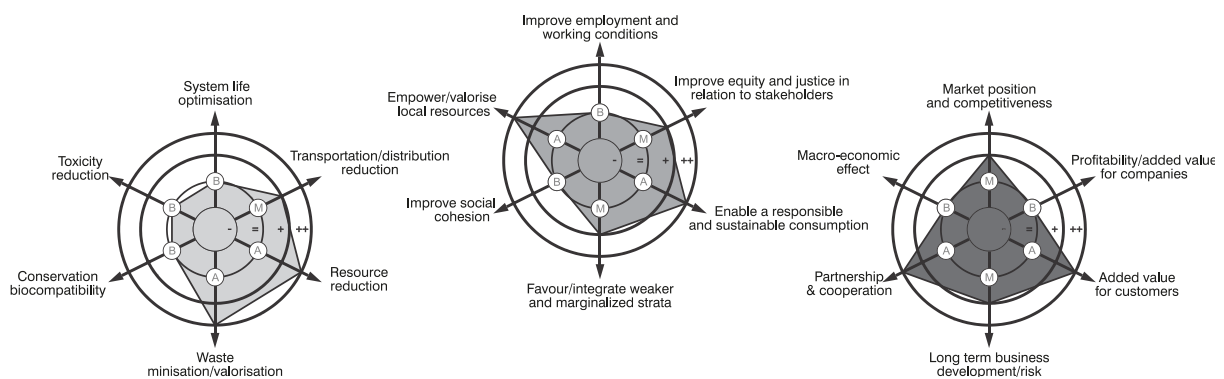 System life
optimisation
Toxicity
reduction
Transportation/distribution
reduction
B
B
M
- = + ++
B
A
A
Conservation
biocompatibility
Resource
reduction
Waste
minisation/valorisation
Improve employment and
working conditions
Empower/valorise
local resources
Improve equity and justice in
relation to stakeholders
B
A
M
- = + ++
B
A
M
Improve social
cohesion
Enable a responsible
and sustainable consumption
Favour/integrate weaker
and marginalized strata
Market position
and competitiveness
Macro-economic
effect
Profitability/added value
for companies
M
B
B
- = + ++
A
A
M
Partnership
& cooperation
Added value
for customers
Long term business
development/risk